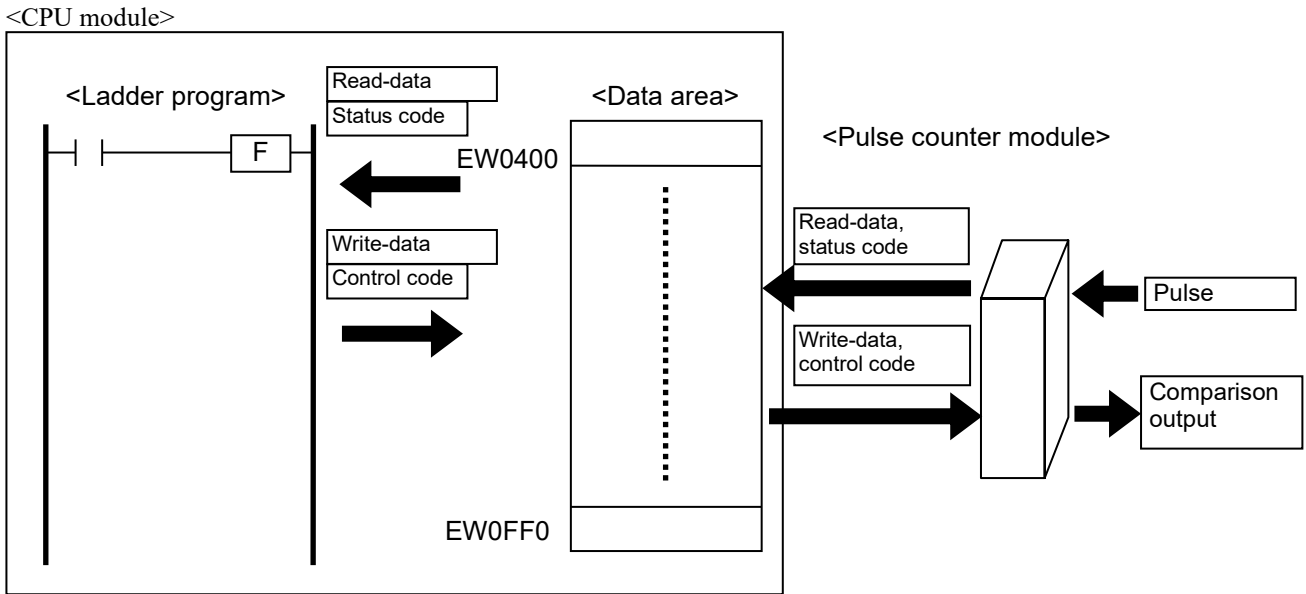 <CPU module>
<Ladder program>
F
Read-data
Status code
Write-data
Control code
<Data area>
EW0400
EW0FF0
<Pulse counter module>
Read-data,
status code
Write-data,
control code
Pulse
Comparison
output